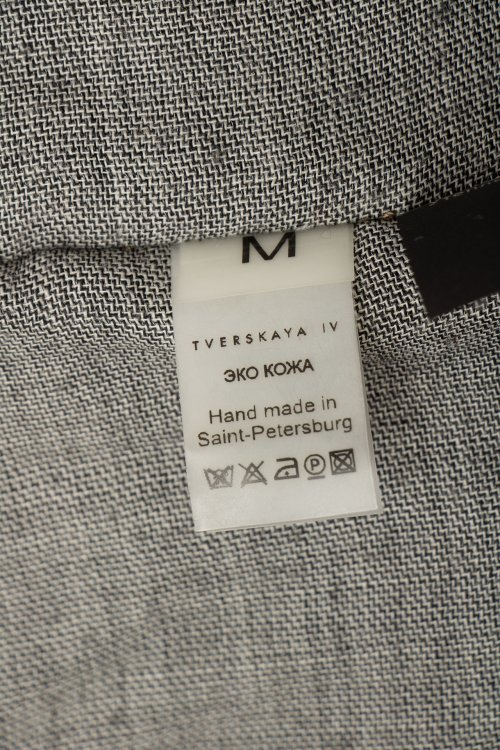 M
TVERSKAYA IV
ЭКО КОЖА
Hand made in
Saint-Petersburg
P